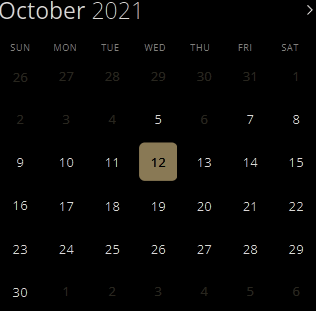 October 2021
SUN MON TUE WED THU FRI SAT
26 27 28 29 30 31 1
2 3 4 5 6 7 8
9 10 11 12 13 14 15
16 17 18 19 20 21 22
23 24 25 26 27 28 29
30 1 2 3 4 5 6